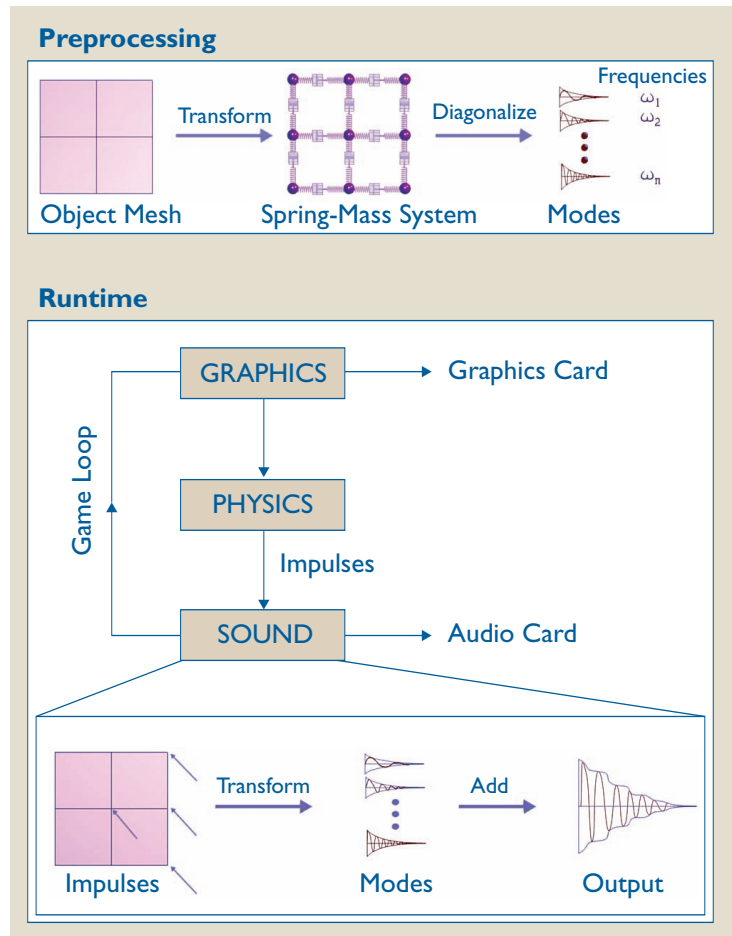 Preprocessing
Frequencies
Transform
Diagonalize
ω1
ω2
ωn
Object Mesh
Spring-Mass System
Modes
Runtime
GRAPHICS
Graphics Card
Game Loop
PHYSICS
Impulses
SOUND
Audio Card
Transform
Add
Impulses
Modes
Output